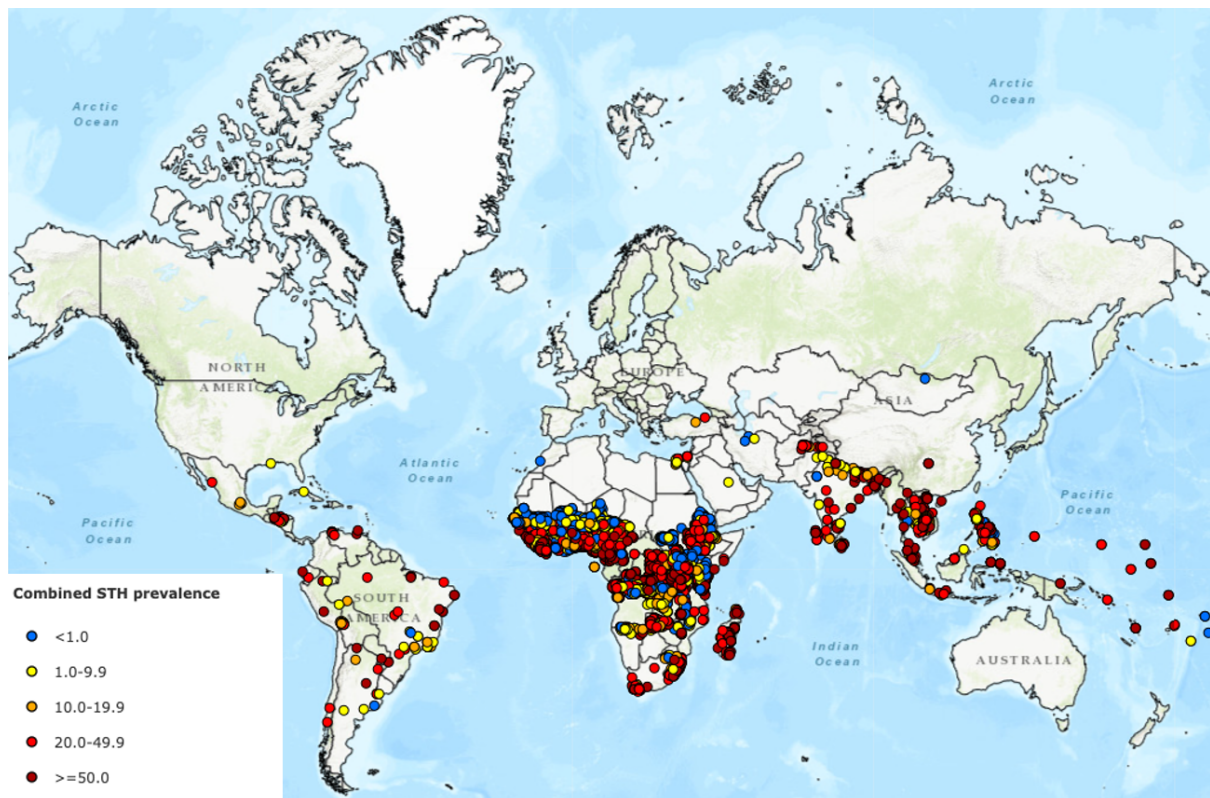 Arctic
Ocean
Arctic
Ocean
NORTH
AMERICA
EUROPE
ASIA
Atlantic
Ocean
Pacific
Ocean
Pacific
Ocean
Combined STH prevalence
<1.0
1.0-9.9
10.0-19.9
20.0-49.9
>=50.0
SOUTH
AMERICA
Indian
Ocean
AUSTRALIA